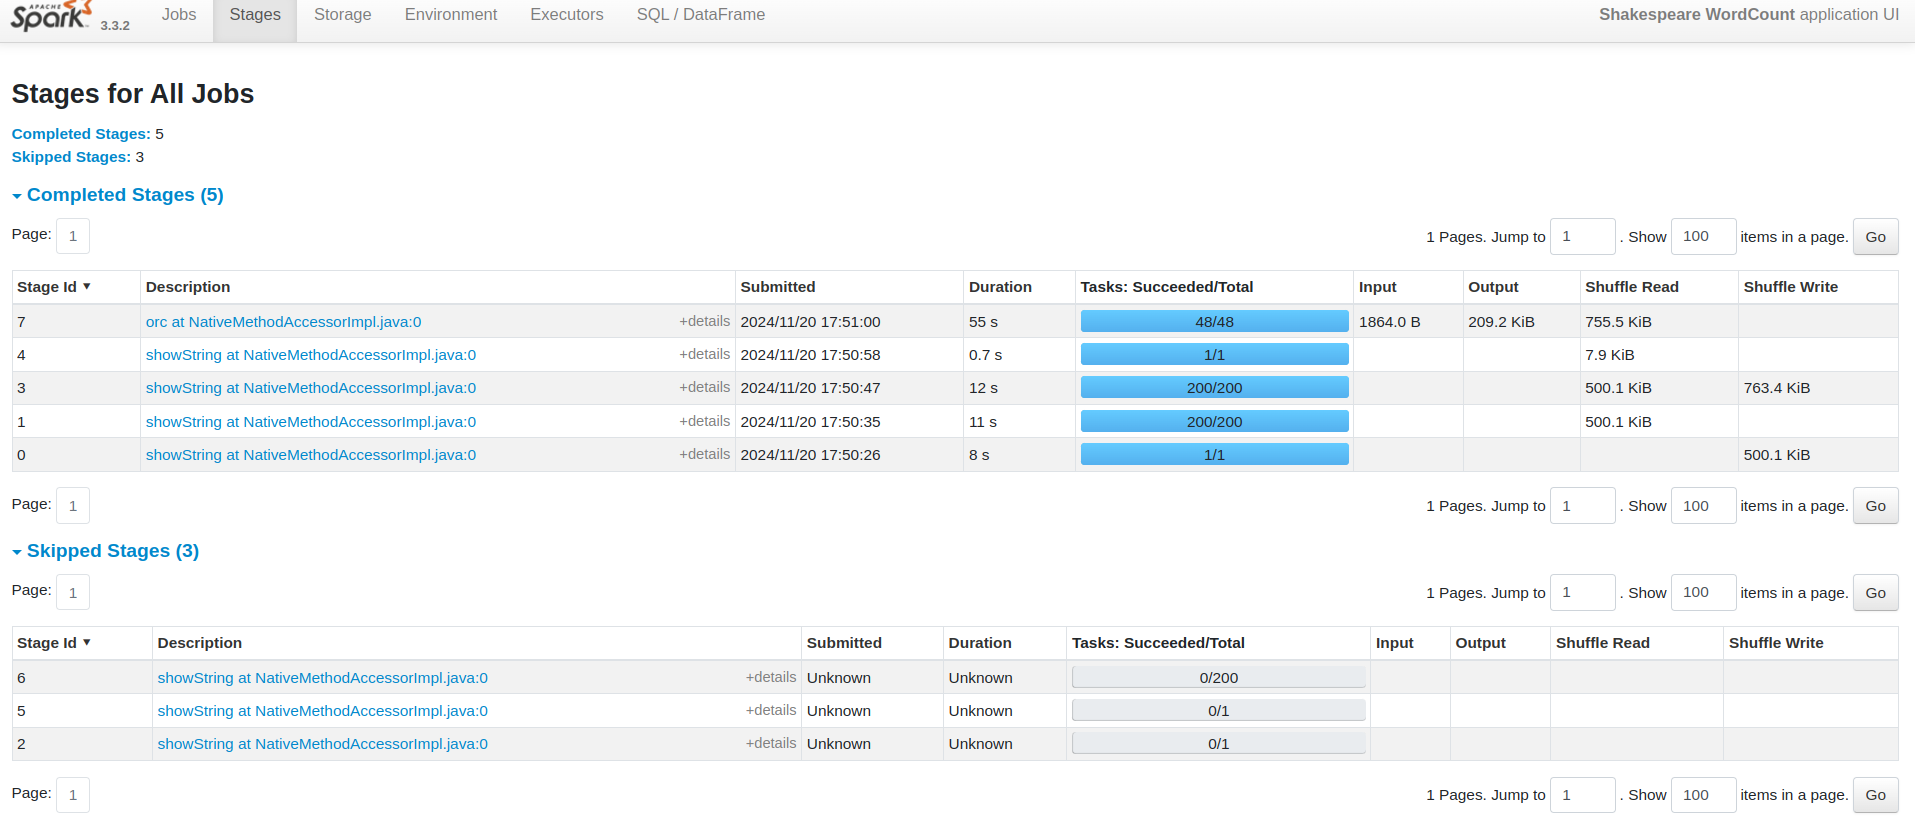 APACHE Spark 3.3.2 Jobs Stages Storage Environment Executors SQL / DataFrame Shakespeare WordCount application UI
Stages for All Jobs
Completed Stages: 5
Skipped Stages: 3
Completed Stages (5)
Page: 1 1 Pages. Jump to 1 . Show 100 items in a page. Go
Stage Id ▼ Description Submitted Duration Tasks: Succeeded/Total Input Output Shuffle Read Shuffle Write
7 orc at NativeMethodAccessorImpl.java:0 +details 2024/11/20 17:51:00 55 s 48/48 1864.0 B 209.2 KiB 755.5 KiB
4 showString at NativeMethodAccessorImpl.java:0 +details 2024/11/20 17:50:58 0.7 s 1/1 7.9 KiB
3 showString at NativeMethodAccessorImpl.java:0 +details 2024/11/20 17:50:47 12 s 200/200 500.1 KiB 763.4 KiB
1 showString at NativeMethodAccessorImpl.java:0 +details 2024/11/20 17:50:35 11 s 200/200 500.1 KiB
0 showString at NativeMethodAccessorImpl.java:0 +details 2024/11/20 17:50:26 8 s 1/1 500.1 KiB
Page: 1 1 Pages. Jump to 1 . Show 100 items in a page. Go
Skipped Stages (3)
Page: 1 1 Pages. Jump to 1 . Show 100 items in a page. Go
Stage Id ▼ Description Submitted Duration Tasks: Succeeded/Total Input Output Shuffle Read Shuffle Write
6 showString at NativeMethodAccessorImpl.java:0 +details Unknown Unknown 0/200
5 showString at NativeMethodAccessorImpl.java:0 +details Unknown Unknown 0/1
2 showString at NativeMethodAccessorImpl.java:0 +details Unknown Unknown 0/1
Page: 1 1 Pages. Jump to 1 . Show 100 items in a page. Go